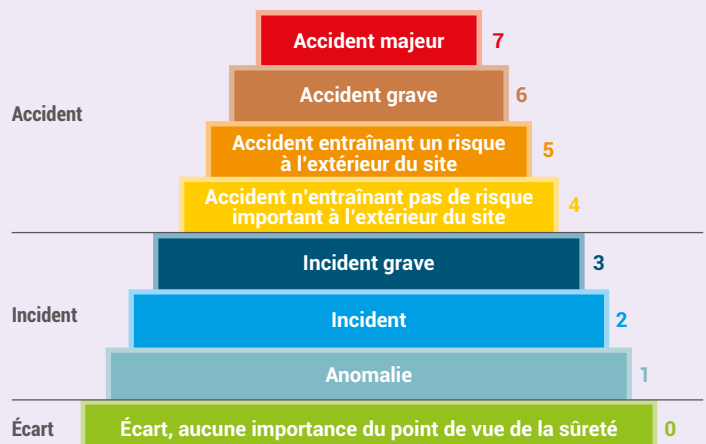 Accident majeur 7
Accident grave 6
Accident
Accident entraînant un risque
à l'extérieur du site 5
Accident n'entraînant pas de risque
important à l'extérieur du site 4
Incident grave 3
Incident Incident 2
Anomalie 1
Écart Écart, aucune importance du point de vue de la sûreté 0